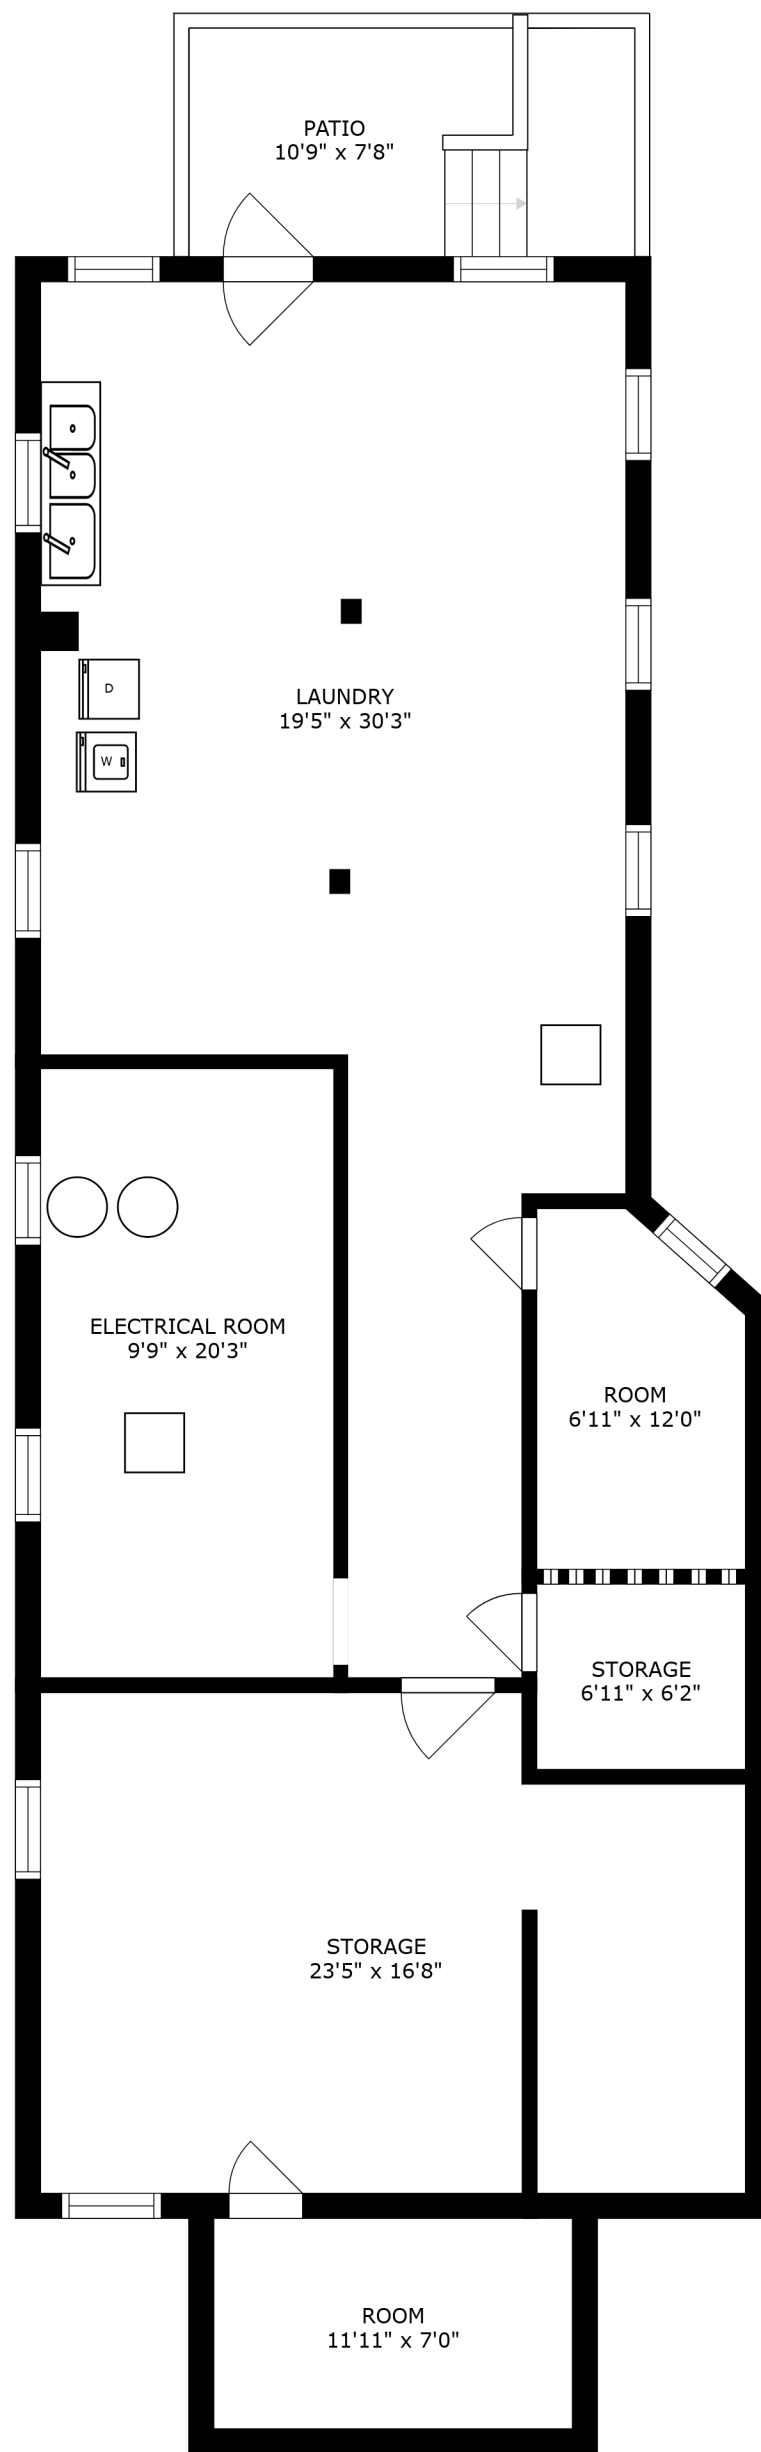 PATIO
10'9" x 7'8"
D
LAUNDRY
19'5" x 30'3"
W
ELECTRICAL ROOM
9'9" x 20'3"
ROOM
6'11" x 12'0"
STORAGE
6'11" x 6'2"
STORAGE
23'5" x 16'8"
ROOM
11'11" x 7'0"